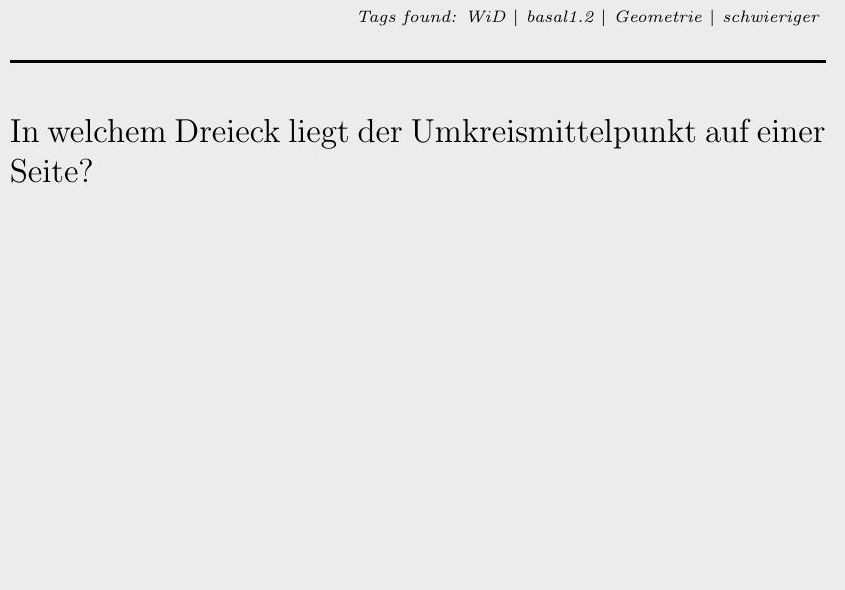 Tags found: WiD | basal1.2 | Geometrie | schwieriger
In welchem Dreieck liegt der Umkreismittelpunkt auf einer
Seite?